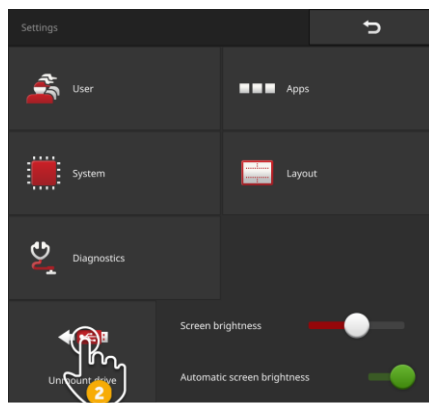 Settings
User
Apps
System
Layout
Diagnostics
Screen brightness
Unmount drive
2
Automatic screen brightness